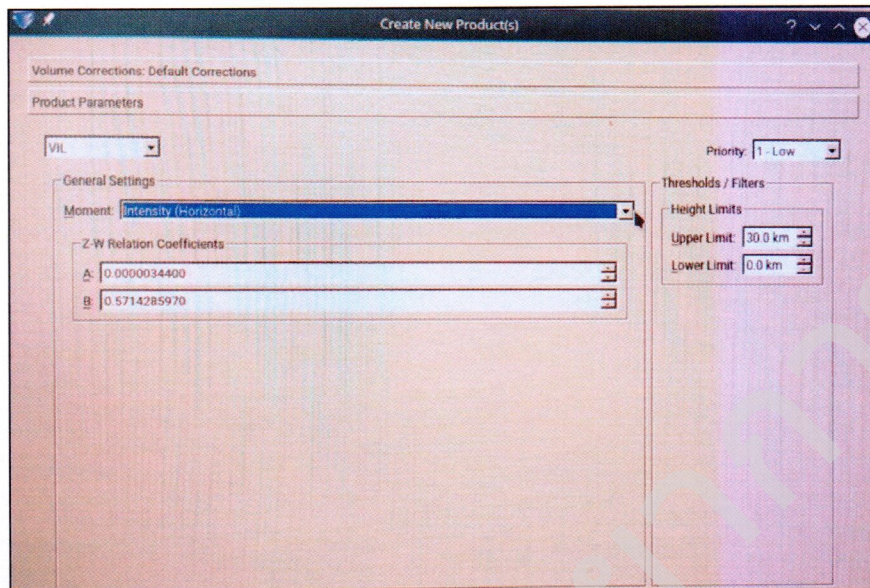 Create New Product(s)
Volume Corrections: Default Corrections
Product Parameters
VIL
Priority: 1 - Low
General Settings
Thresholds / Filters
Moment: Intensity (Horizontal)
Height Limits
Z-W Relation Coefficients
Upper Limit: 30.0 km
A: 0.0000034400
Lower Limit: 0.0 km
B: 0.5714285970